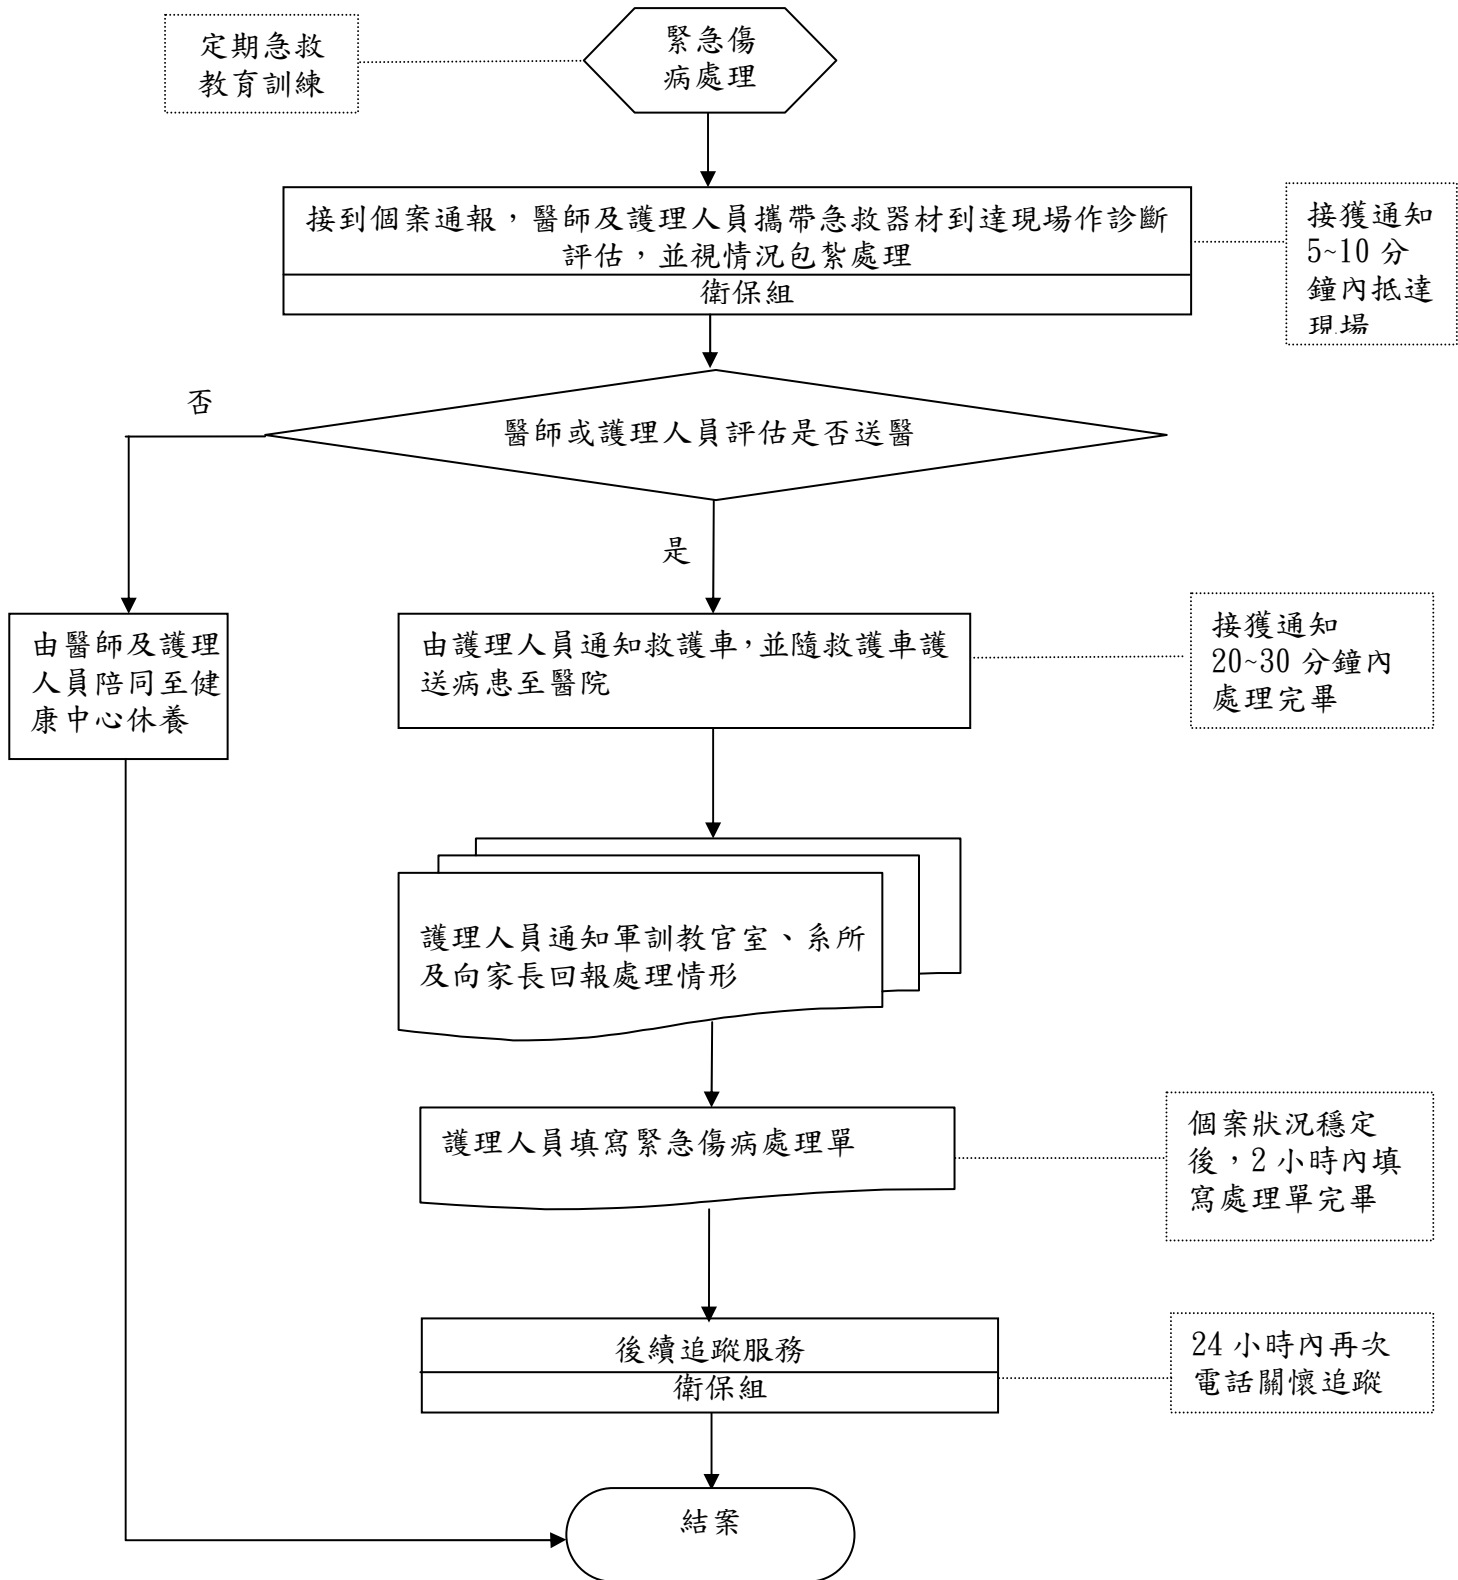 定期急救
教育訓練
緊急傷
病處理
接到個案通報，醫師及護理人員攜帶急救器材到達現場作診斷
評估，並視情況包紮處理
衛保組
接獲通知
5~10 分
鐘內抵達
現場
否
醫師或護理人員評估是否送醫
是
由醫師及護理
人員陪同至健
康中心休養
由護理人員通知救護車，並隨救護車護
送病患至醫院
接獲通知
20~30 分鐘內
處理完畢
護理人員通知軍訓教官室、系所
及向家長回報處理情形
護理人員填寫緊急傷病處理單
個案狀況穩定
後，2 小時內填
寫處理單完畢
後續追蹤服務
衛保組
24 小時內再次
電話關懷追蹤
結案